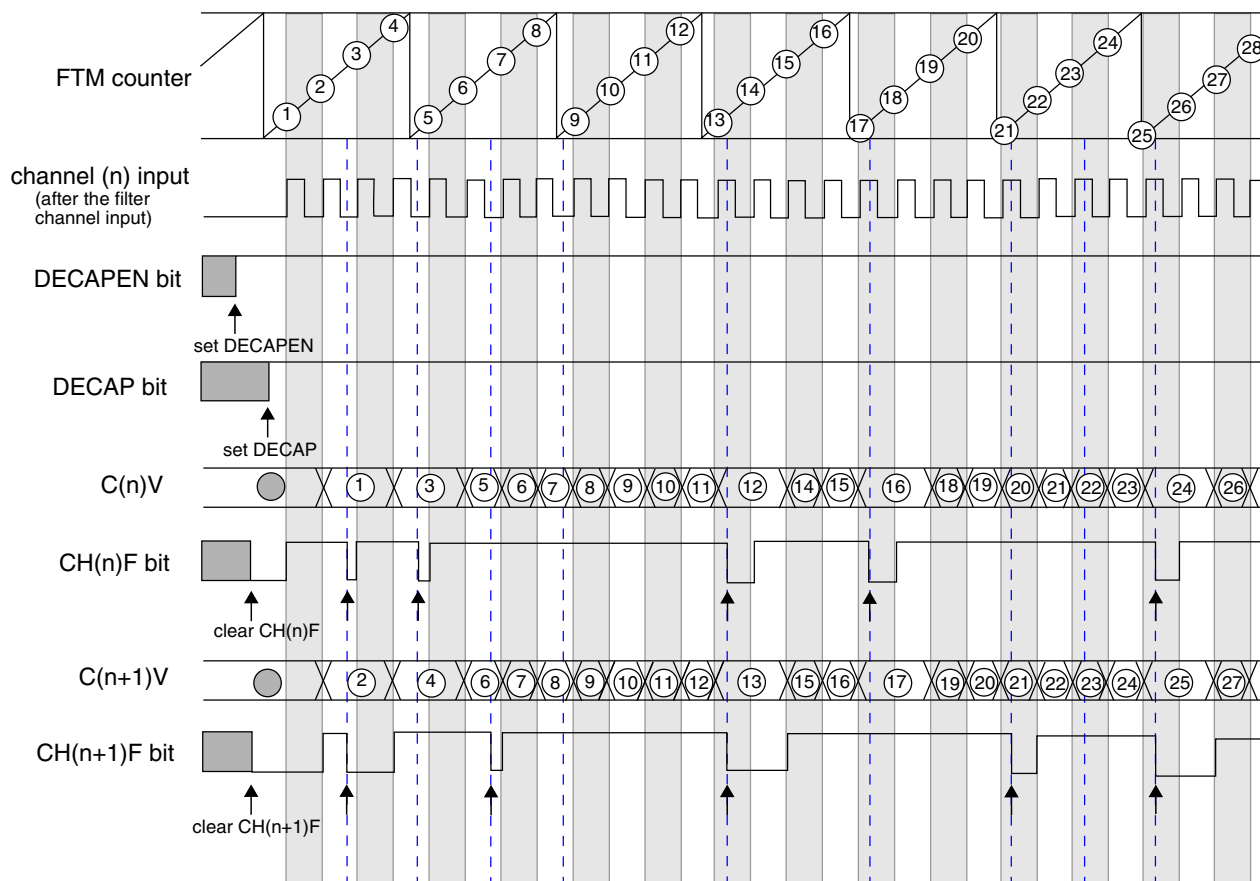 4 8 12 16 20 24 28
3 7 11 15 19 23 27
2 6 10 14 18 22 26
1 5 9 13 17 21 25
FTM counter
channel (n) input
(after the filter
channel input)
DECAPEN bit
set DECAPEN
DECAP bit
set DECAP
C(n)V 1 3 5 6 7 8 9 10 11 12 14 15 16 18 19 20 21 22 23 24 26
CH(n)F bit
clear CH(n)F
C(n+1)V 2 4 6 7 8 9 10 11 12 13 15 16 17 19 20 21 22 23 24 25 27
CH(n+1)F bit
clear CH(n+1)F